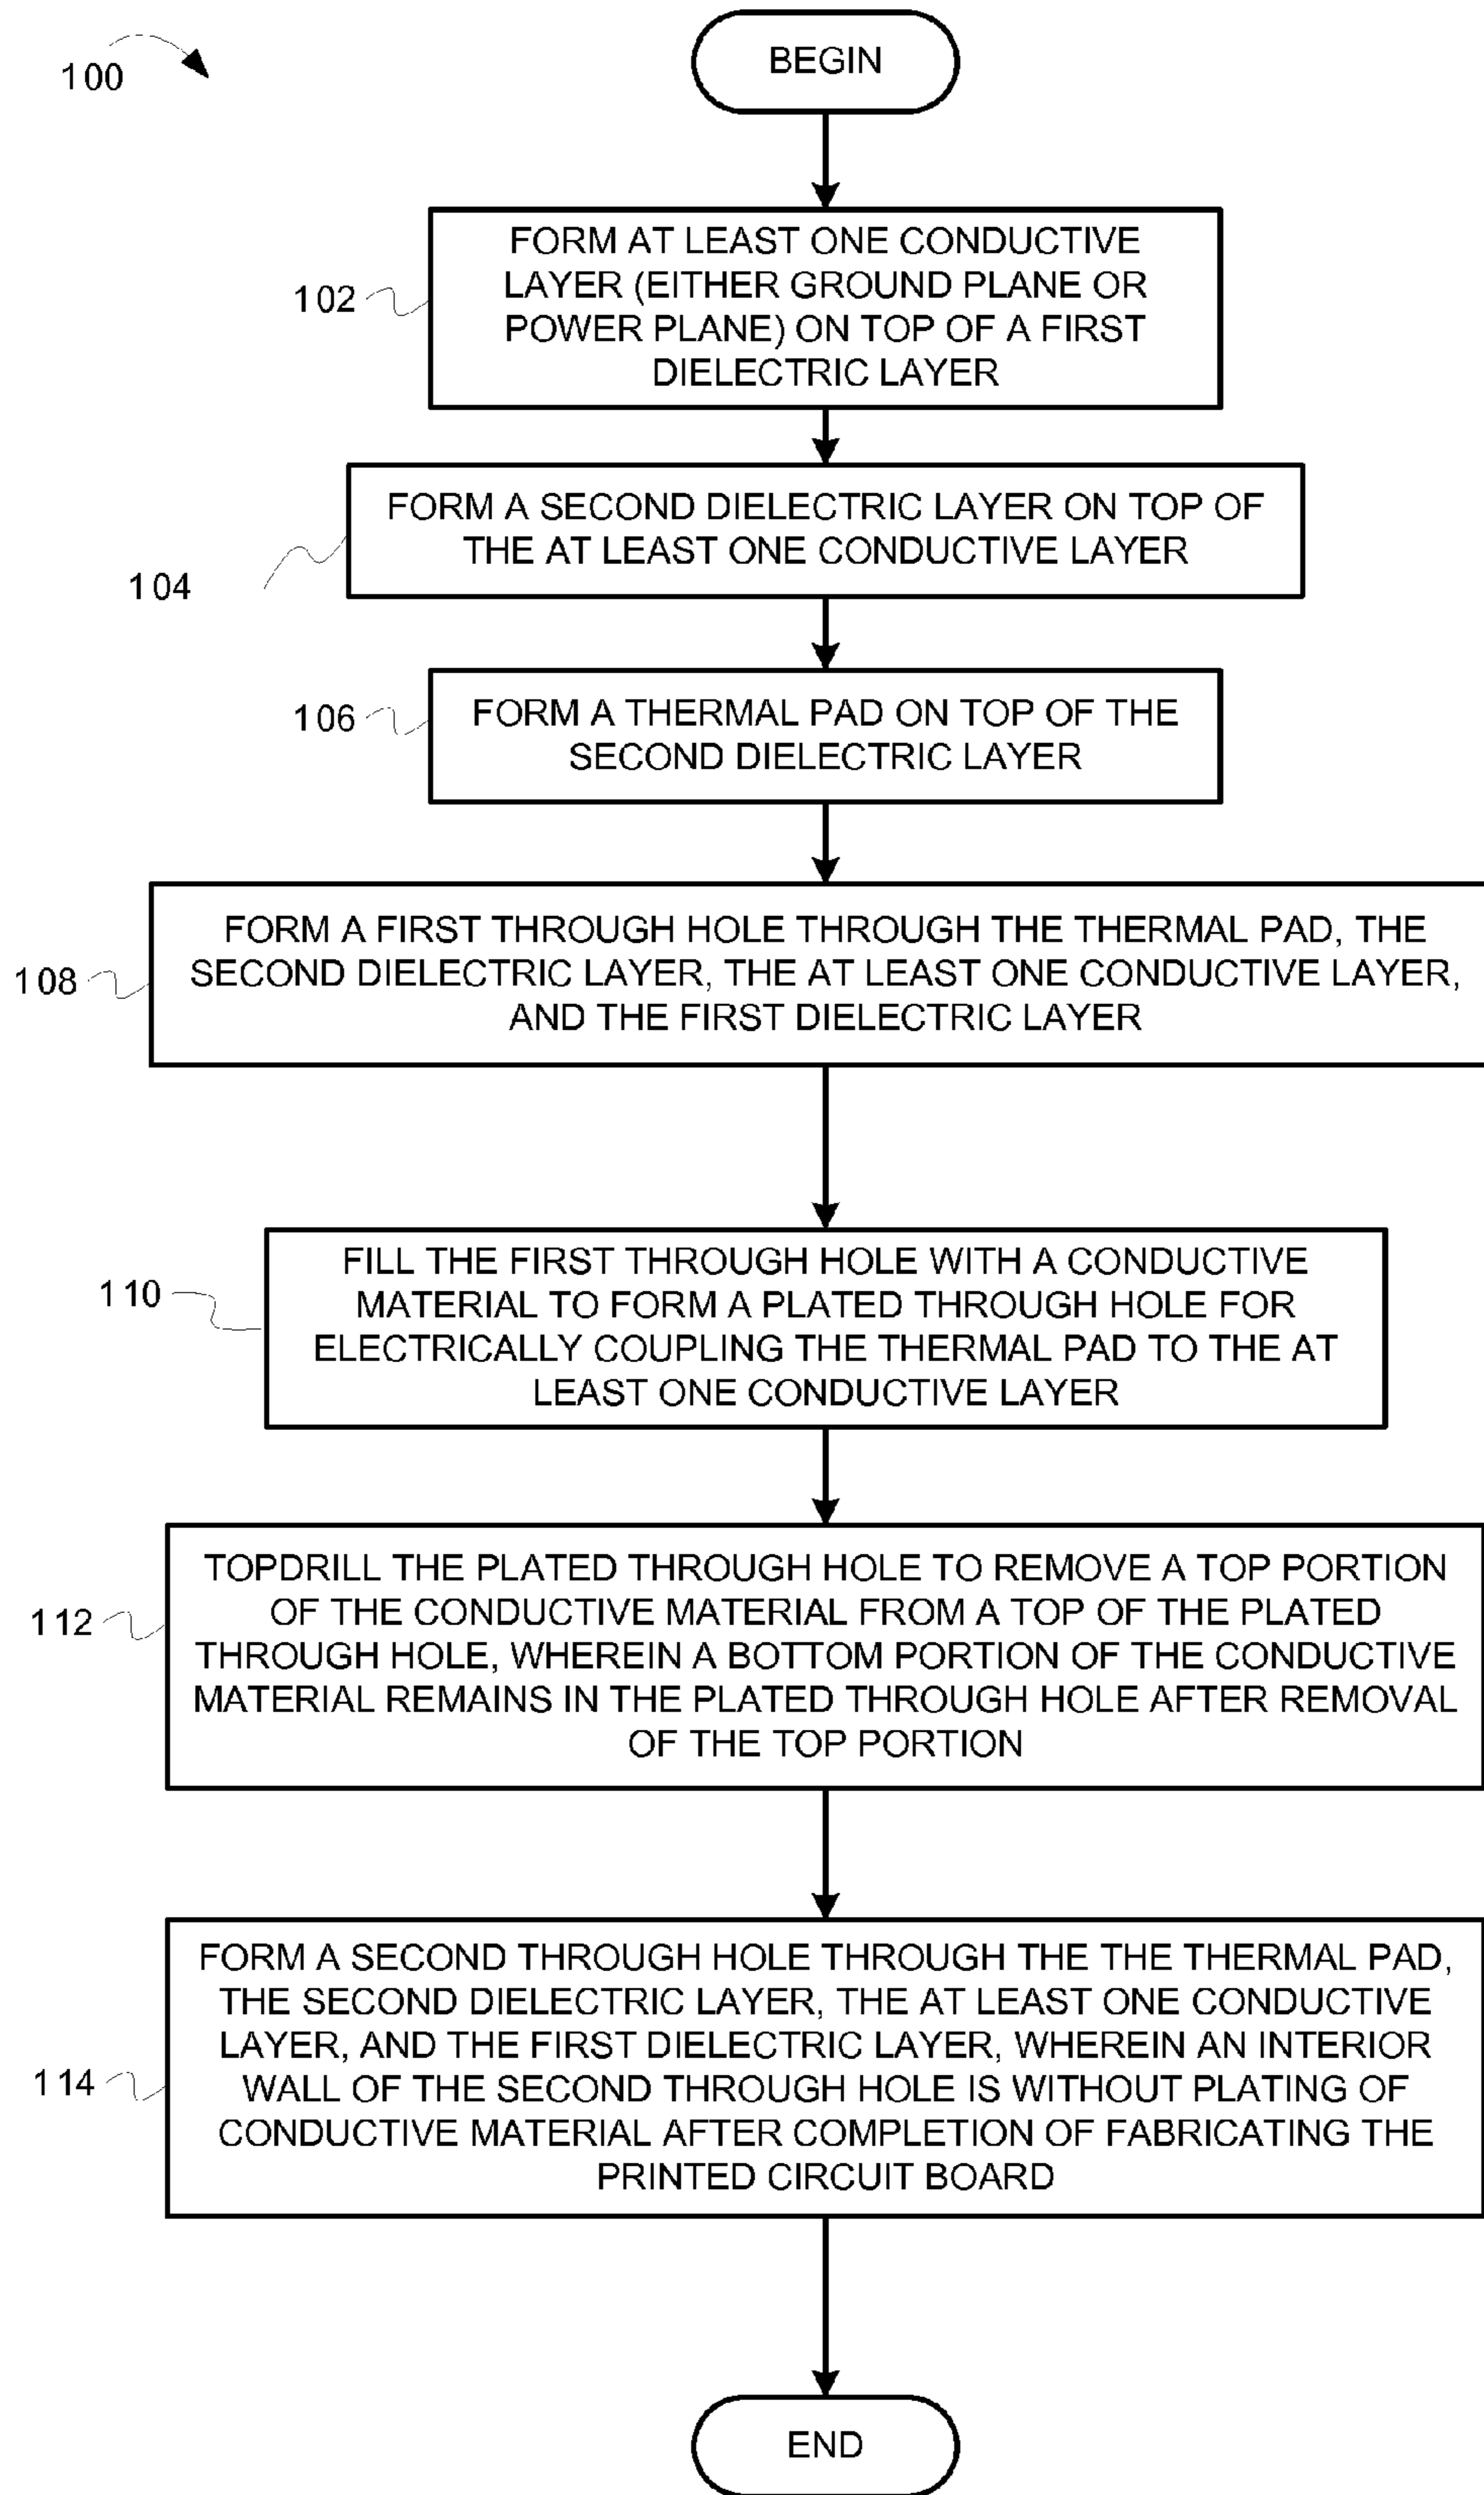 100
BEGIN
102
FORM AT LEAST ONE CONDUCTIVE
LAYER (EITHER GROUND PLANE OR
POWER PLANE) ON TOP OF A FIRST
DIELECTRIC LAYER
104
FORM A SECOND DIELECTRIC LAYER ON TOP OF
THE AT LEAST ONE CONDUCTIVE LAYER
106
FORM A THERMAL PAD ON TOP OF THE
SECOND DIELECTRIC LAYER
108
FORM A FIRST THROUGH HOLE THROUGH THE THERMAL PAD, THE
SECOND DIELECTRIC LAYER, THE AT LEAST ONE CONDUCTIVE LAYER,
AND THE FIRST DIELECTRIC LAYER
110
FILL THE FIRST THROUGH HOLE WITH A CONDUCTIVE
MATERIAL TO FORM A PLATED THROUGH HOLE FOR
ELECTRICALLY COUPLING THE THERMAL PAD TO THE AT
LEAST ONE CONDUCTIVE LAYER
112
TOPDRILL THE PLATED THROUGH HOLE TO REMOVE A TOP PORTION
OF THE CONDUCTIVE MATERIAL FROM A TOP OF THE PLATED
THROUGH HOLE, WHEREIN A BOTTOM PORTION OF THE CONDUCTIVE
MATERIAL REMAINS IN THE PLATED THROUGH HOLE AFTER REMOVAL
OF THE TOP PORTION
114
FORM A SECOND THROUGH HOLE THROUGH THE THE THERMAL PAD,
THE SECOND DIELECTRIC LAYER, THE AT LEAST ONE CONDUCTIVE
LAYER, AND THE FIRST DIELECTRIC LAYER, WHEREIN AN INTERIOR
WALL OF THE SECOND THROUGH HOLE IS WITHOUT PLATING OF
CONDUCTIVE MATERIAL AFTER COMPLETION OF FABRICATING THE
PRINTED CIRCUIT BOARD
END